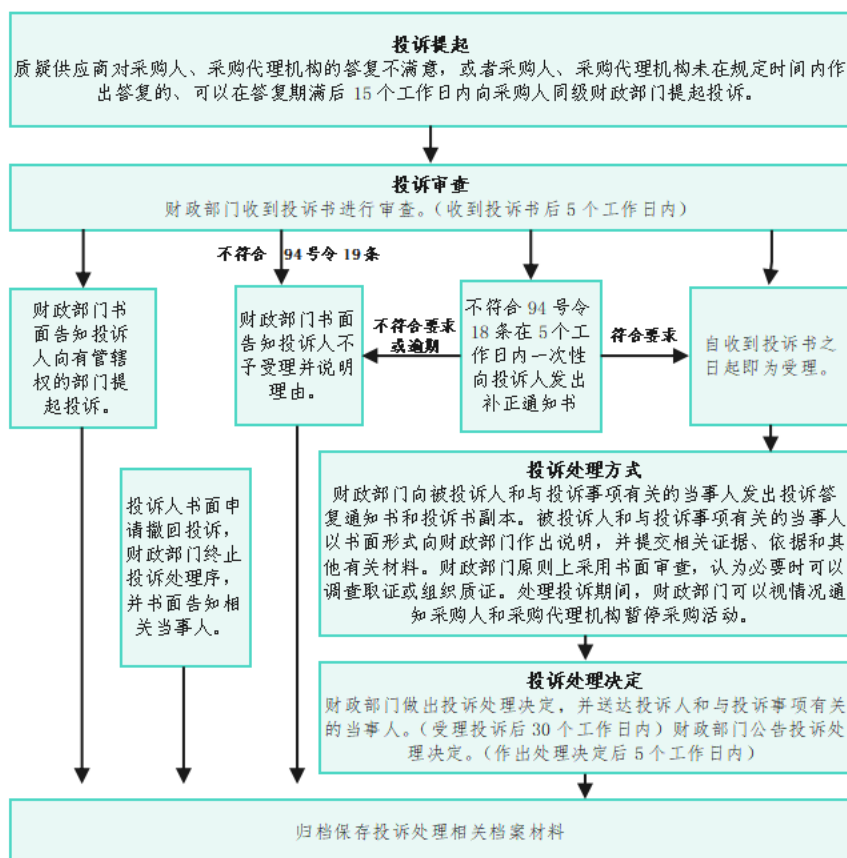 投诉提起
质疑供应商对采购人、采购代理机构的答复不满意，或者采购人、采购代理机构未在规定时间内作
出答复的、可以在答复期满后 15 个工作日内向采购人同级财政部门提起投诉。
投诉审查
财政部门收到投诉书进行审查。（收到投诉书后 5 个工作日内）
不符合 94 号令 19 条
财政部门书
面告知投诉
人向有管辖
权的部门提
起投诉。
财政部门书面
告知投诉人不
予受理并说明
理由。
不符合要求
或逾期
不符合 94 号令
18 条在 5 个工
作日内一次性
向投诉人发出
补正通知书
符合要求
自收到投诉书之
日起即为受理。
投诉人书面申
请撤回投诉，
财政部门终止
投诉处理序，
并书面告知相
关当事人。
投诉处理方式
财政部门向被投诉人和与投诉事项有关的当事人发出投诉答
复通知书和投诉书副本。被投诉人和与投诉事项有关的当事人
以书面形式向财政部门作出说明，并提交相关证据、依据和其
他有关材料。财政部门原则上采用书面审查，认为必要时可以
调查取证或组织质证。处理投诉期间，财政部门可以视情况通
知采购人和采购代理机构暂停采购活动。
投诉处理决定
财政部门做出投诉处理决定，并送达投诉人和与投诉事项有关
的当事人。（受理投诉后 30 个工作日内）财政部门公告投诉处
理决定。（作出处理决定后 5 个工作日内）
归档保存投诉处理相关档案材料